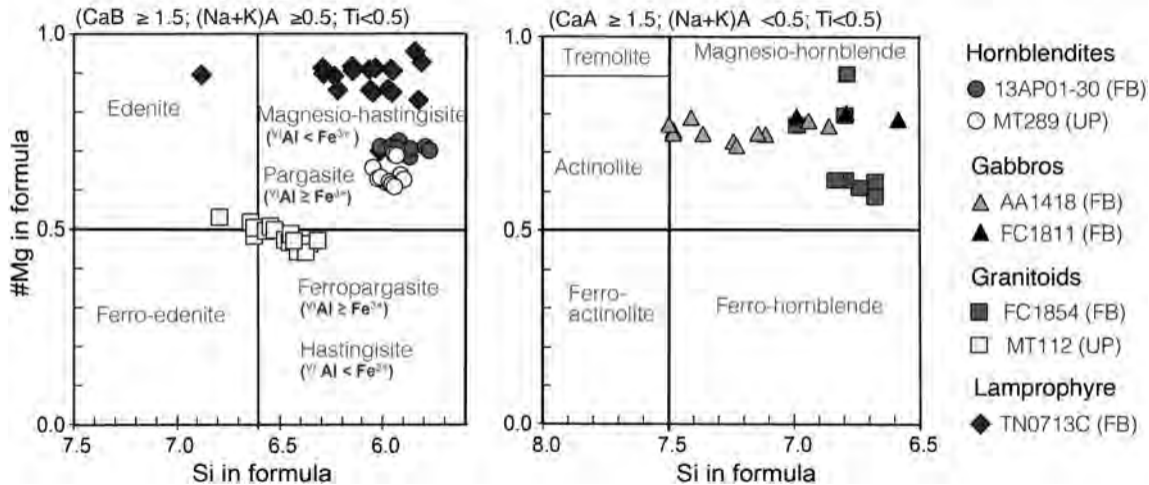 (CaB ≥ 1.5; (Na+K)A ≥0.5; Ti<0.5)
1.0
0.5
0.0
#Mg in formula
Edenite
Magnesio-hastingisite
(ⱽᴵAl < Fe³⁺)
Pargasite
(ⱽᴵAl ≥ Fe³⁺)
Ferro-edenite
Ferropargasite
(ⱽᴵAl ≥ Fe³⁺)
Hastingisite
(ⱽᴵ Al < Fe³⁺)
7.5
7.0
6.5
6.0
Si in formula
(CaA ≥ 1.5; (Na+K)A <0.5; Ti<0.5)
1.0
0.5
0.0
Tremolite
Magnesio-hornblende
Actinolite
Ferro-
actinolite
Ferro-hornblende
8.0
7.5
7.0
6.5
Si in formula
Hornblendites
13AP01-30 (FB)
MT289 (UP)
Gabbros
AA1418 (FB)
FC1811 (FB)
Granitoids
FC1854 (FB)
MT112 (UP)
Lamprophyre
TN0713C (FB)